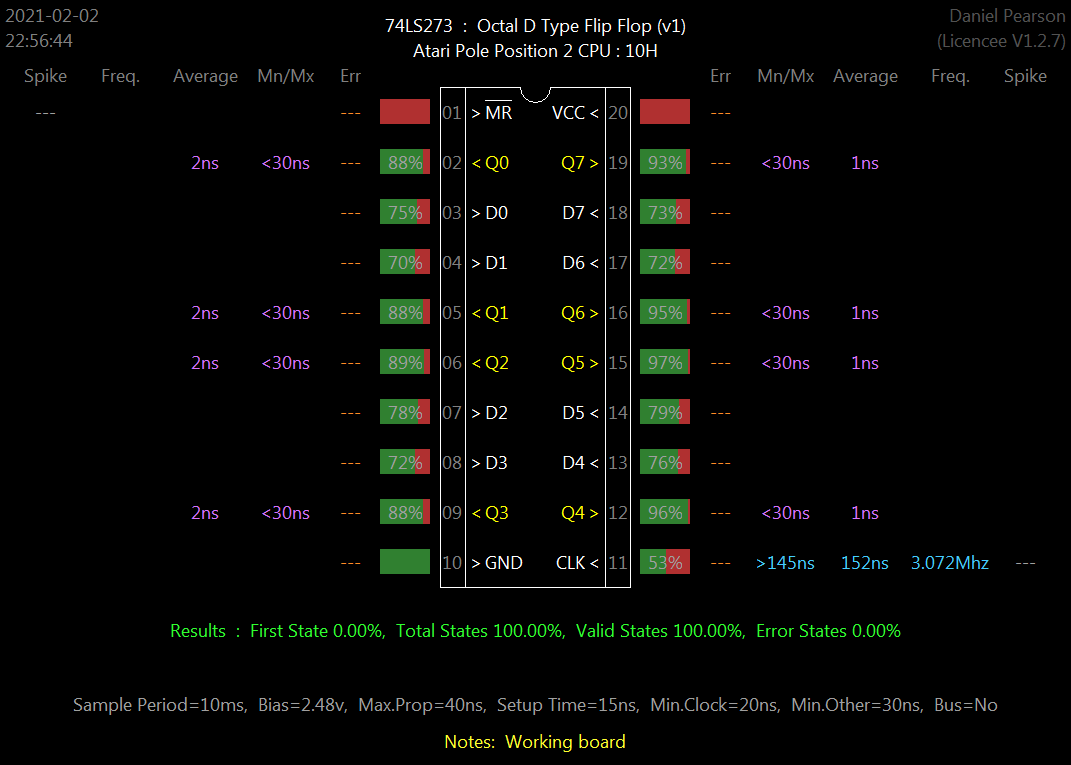 2021-02-02 74LS273 : Octal D Type Flip Flop (v1) Daniel Pearson
22:56:44 Atari Pole Position 2 CPU : 10H (Licencee V1.2.7)
Spike Freq. Average Mn/Mx Err Err Mn/Mx Average Freq. Spike
--- --- 01 > MR VCC < 20 ---
2ns <30ns --- 88% 02 < Q0 Q7 > 19 93% --- <30ns 1ns
--- 75% 03 > D0 D7 < 18 73% ---
--- 70% 04 > D1 D6 < 17 72% ---
2ns <30ns --- 88% 05 < Q1 Q6 > 16 95% --- <30ns 1ns
2ns <30ns --- 89% 06 < Q2 Q5 > 15 97% --- <30ns 1ns
--- 78% 07 > D2 D5 < 14 79% ---
--- 72% 08 > D3 D4 < 13 76% ---
2ns <30ns --- 88% 09 < Q3 Q4 > 12 96% --- <30ns 1ns
--- 10 > GND CLK < 11 53% --- >145ns 152ns 3.072Mhz ---
Results : First State 0.00%, Total States 100.00%, Valid States 100.00%, Error States 0.00%
Sample Period=10ms, Bias=2.48v, Max.Prop=40ns, Setup Time=15ns, Min.Clock=20ns, Min.Other=30ns, Bus=No
Notes: Working board